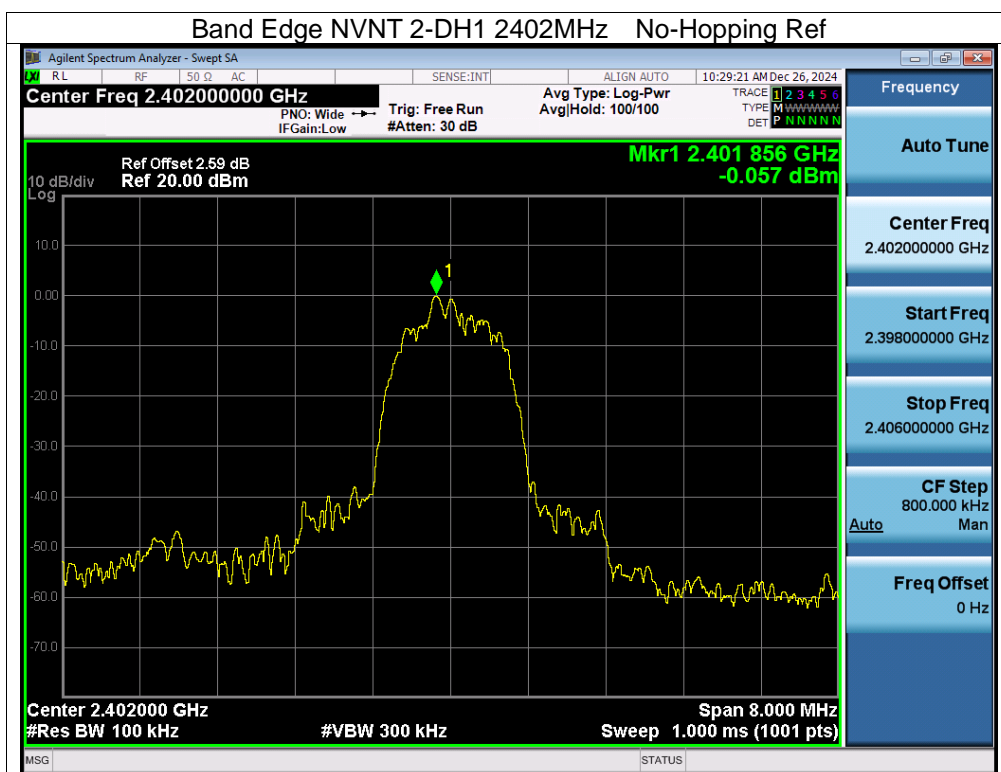 Band Edge NVNT 2-DH1 2402MHz No-Hopping Ref
Agilent Spectrum Analyzer - Swept SA
LXI RL RF 50 Ω AC SENSE:INT ALIGN AUTO 10:29:21 AM Dec 26, 2024
Center Freq 2.402000000 GHz
PNO: Wide
IFGain:Low
Trig: Free Run
#Atten: 30 dB
Avg Type: Log-Pwr
Avg|Hold: 100/100
TRACE 1 2 3 4 5 6
TYPE M WWWWW
DET P N N N N N
Mkr1 2.401 856 GHz
-0.057 dBm
Ref Offset 2.59 dB
10 dB/div Ref 20.00 dBm
Log
10.0
0.00
-10.0
-20.0
-30.0
-40.0
-50.0
-60.0
-70.0
1
Center 2.402000 GHz Span 8.000 MHz
#Res BW 100 kHz #VBW 300 kHz Sweep 1.000 ms (1001 pts)
MSG STATUS
Frequency
Auto Tune
Center Freq
2.402000000 GHz
Start Freq
2.398000000 GHz
Stop Freq
2.406000000 GHz
CF Step
800.000 kHz
Auto Man
Freq Offset
0 Hz